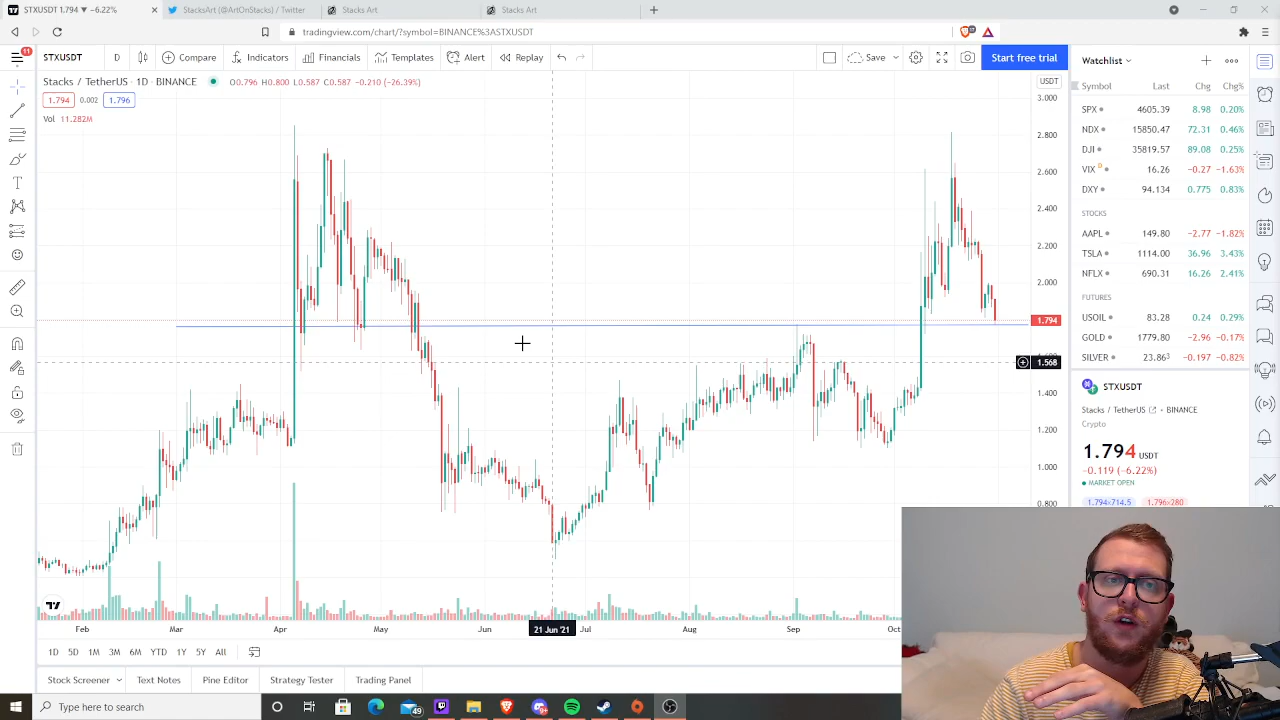 STXUSDT 1.794 ▼ −6.22%
StacksArt (@ArtOnStacks) / Twitter
Stacks Art
Stacks Art
tradingview.com/chart/?symbol=BINANCE%3ASTXUSDT
11
STXUSDT
D
Compare
Indicators
Financials
Templates
Alert
Replay
Save
Start free trial
Stacks / TetherUS · 1D · BINANCE
O0.796 H0.800 L0.587 C0.587 −0.210 (−26.39%)
1.794
0.002
1.796
Vol 11.282M
USDT
3.000
2.800
2.600
2.400
2.200
2.000
1.794
1.568
1.400
1.200
1.000
0.800
Feb
Mar
Apr
May
Jun
21 Jun '21
Jul
Aug
Sep
Oct
1D
5D
1M
3M
6M
YTD
1Y
5Y
All
Stock Screener
Text Notes
Pine Editor
Strategy Tester
Trading Panel
Watchlist
Symbol Last Chg Chg%
SPX 4605.39 8.98 0.20%
NDX 15850.47 72.31 0.46%
DJI 35819.57 89.08 0.25%
VIX D 16.26 −0.27 −1.63%
DXY 94.134 0.775 0.83%
STOCKS
AAPL 149.80 −2.77 −1.82%
TSLA 1114.00 36.96 3.43%
NFLX 690.31 16.26 2.41%
FUTURES
USOIL 83.28 0.24 0.29%
GOLD 1779.80 −2.96 −0.17%
SILVER 23.863 −0.197 −0.82%
STXUSDT
Stacks / TetherUS · BINANCE
Crypto
1.794 USDT
−0.119 (−6.22%)
MARKET OPEN
1.794×714.5
1.796×280
Type here to search
49